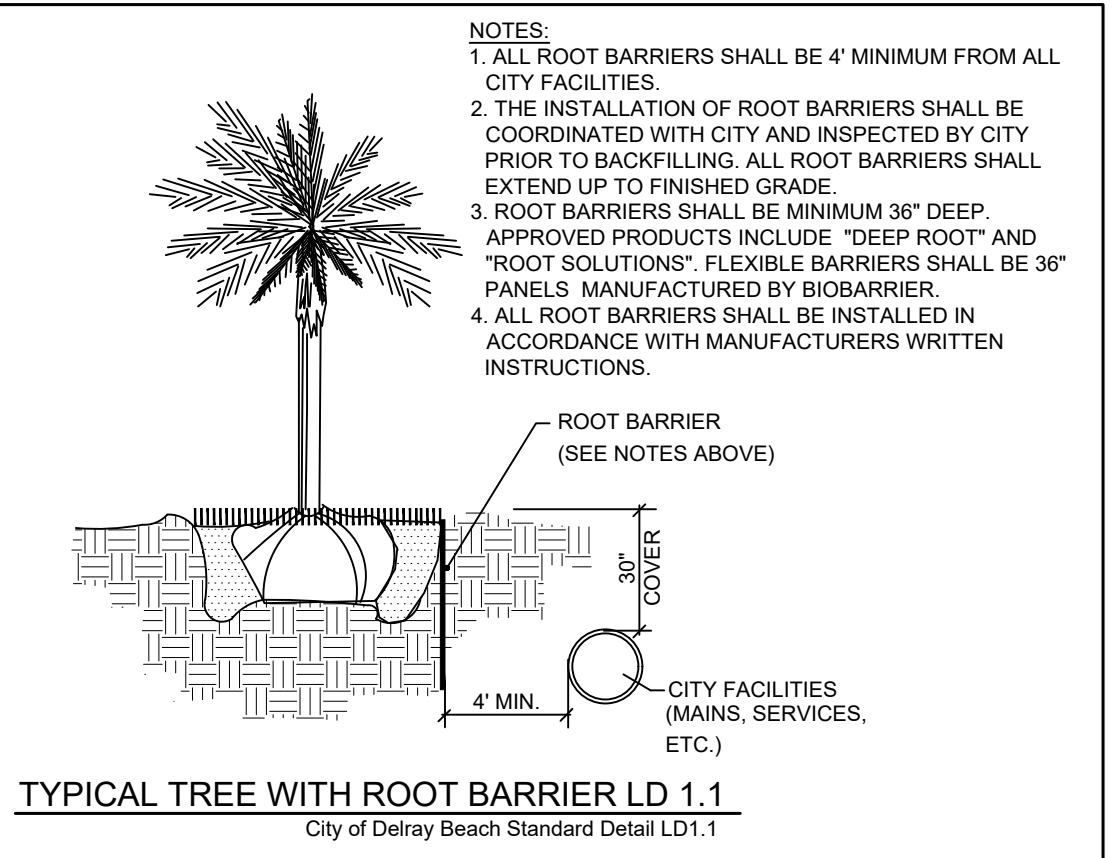 NOTES:
1. ALL ROOT BARRIERS SHALL BE 4' MINIMUM FROM ALL
CITY FACILITIES.
2. THE INSTALLATION OF ROOT BARRIERS SHALL BE
COORDINATED WITH CITY AND INSPECTED BY CITY
PRIOR TO BACKFILLING. ALL ROOT BARRIERS SHALL
EXTEND UP TO FINISHED GRADE.
3. ROOT BARRIERS SHALL BE MINIMUM 36" DEEP.
APPROVED PRODUCTS INCLUDE "DEEP ROOT" AND
"ROOT SOLUTIONS". FLEXIBLE BARRIERS SHALL BE 36"
PANELS MANUFACTURED BY BIOBARRIER.
4. ALL ROOT BARRIERS SHALL BE INSTALLED IN
ACCORDANCE WITH MANUFACTURERS WRITTEN
INSTRUCTIONS.
ROOT BARRIER
(SEE NOTES ABOVE)
30"
COVER
4' MIN.
CITY FACILITIES
(MAINS, SERVICES,
ETC.)
TYPICAL TREE WITH ROOT BARRIER LD 1.1
City of Delray Beach Standard Detail LD1.1